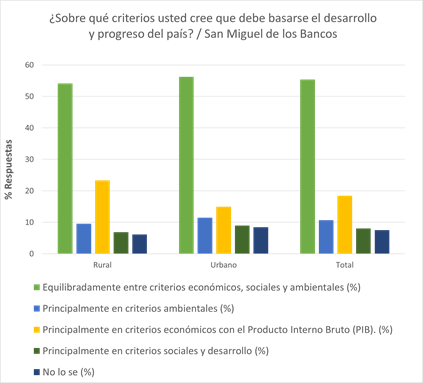 ¿Sobre qué criterios usted cree que debe basarse el desarrollo
y progreso del país? / San Miguel de los Bancos
60
50
40
30
20
10
0
% Respuestas
Rural
Urbano
Total
Equilibradamente entre criterios económicos, sociales y ambientales (%)
Principalmente en criterios ambientales (%)
Principalmente en criterios económicos con el Producto Interno Bruto (PIB). (%)
Principalmente en criterios sociales y desarrollo (%)
No lo se (%)